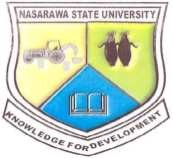 NASARAWA STATE UNIVERSITY
KNOWLEDGE FOR DEVELOPMENT